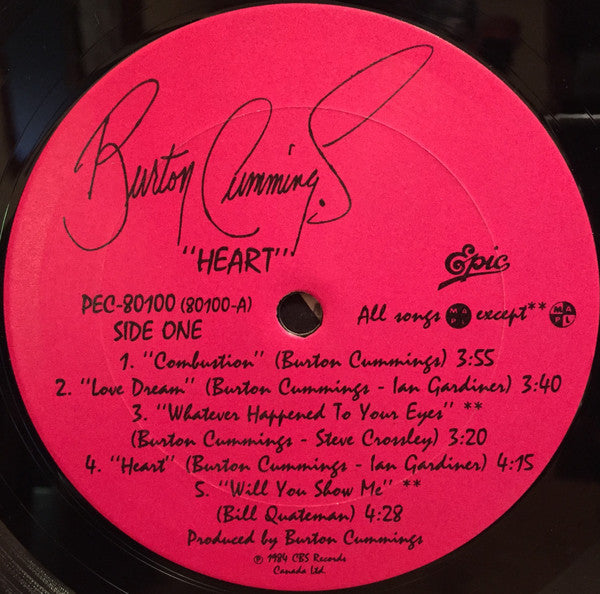 Burton Cummings
"HEART"
Epic
PEC-80100 (80100-A)
SIDE ONE
All songs M A P L except** M A P L
1. "Combustion" (Burton Cummings) 3:55
2. "Love Dream" (Burton Cummings - Ian Gardiner) 3:40
3. "Whatever Happened To Your Eyes" **
(Burton Cummings - Steve Crossley) 3:20
4. "Heart" (Burton Cummings - Ian Gardiner) 4:15
5. "Will You Show Me" **
(Bill Quateman) 4:28
Produced by Burton Cummings
℗ 1984 CBS Records
Canada Ltd.